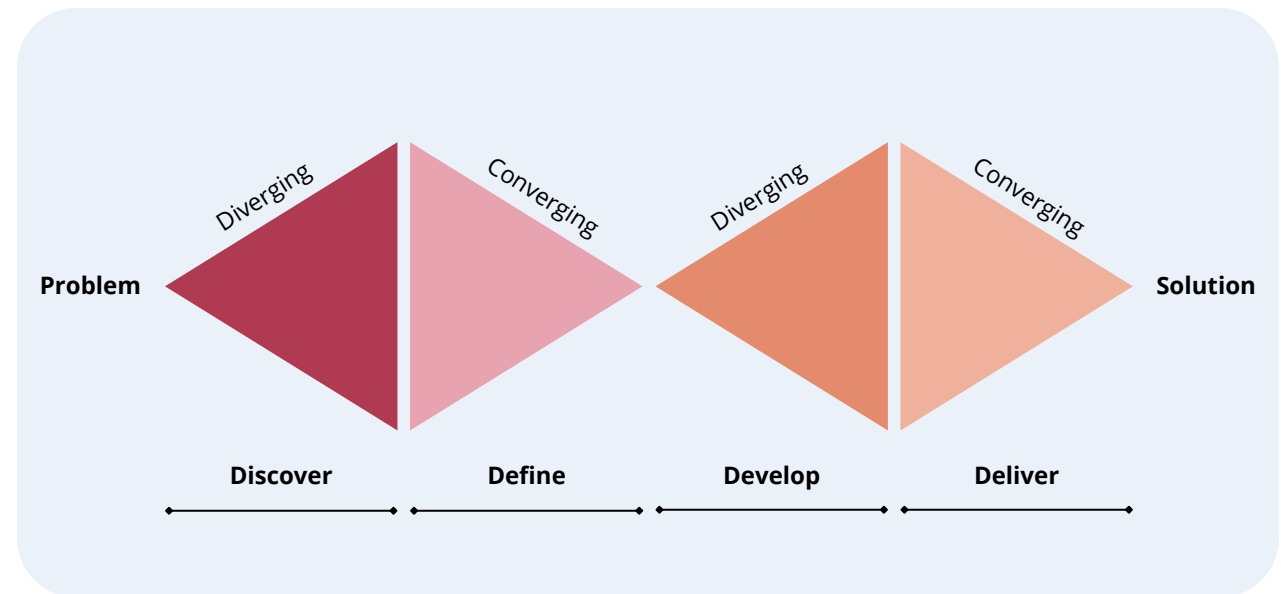 Diverging
Converging
Diverging
Converging
Problem
Solution
Discover
Define
Develop
Deliver